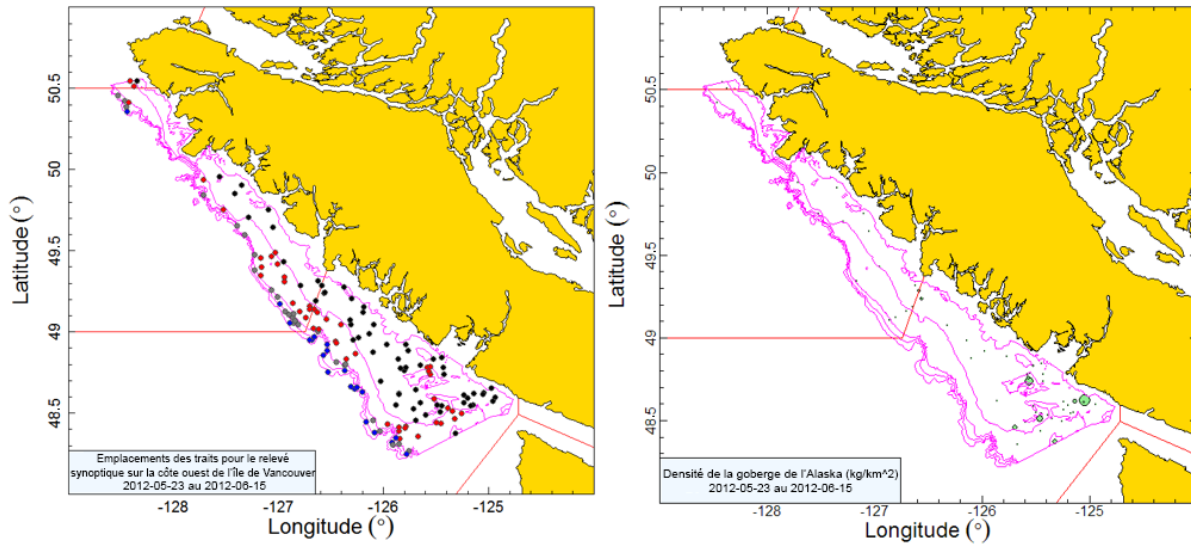 50.5
50
49.5
49
48.5
Latitude (°)
Emplacements des traits pour le relevé
synoptique sur la côte ouest de l'île de Vancouver
2012-05-23 au 2012-06-15
-128
-127
-126
-125
Longitude (°)
50.5
50
49.5
49
48.5
Latitude (°)
Densité de la goberge de l'Alaska (kg/km^2)
2012-05-23 au 2012-06-15
-128
-127
-126
-125
Longitude (°)